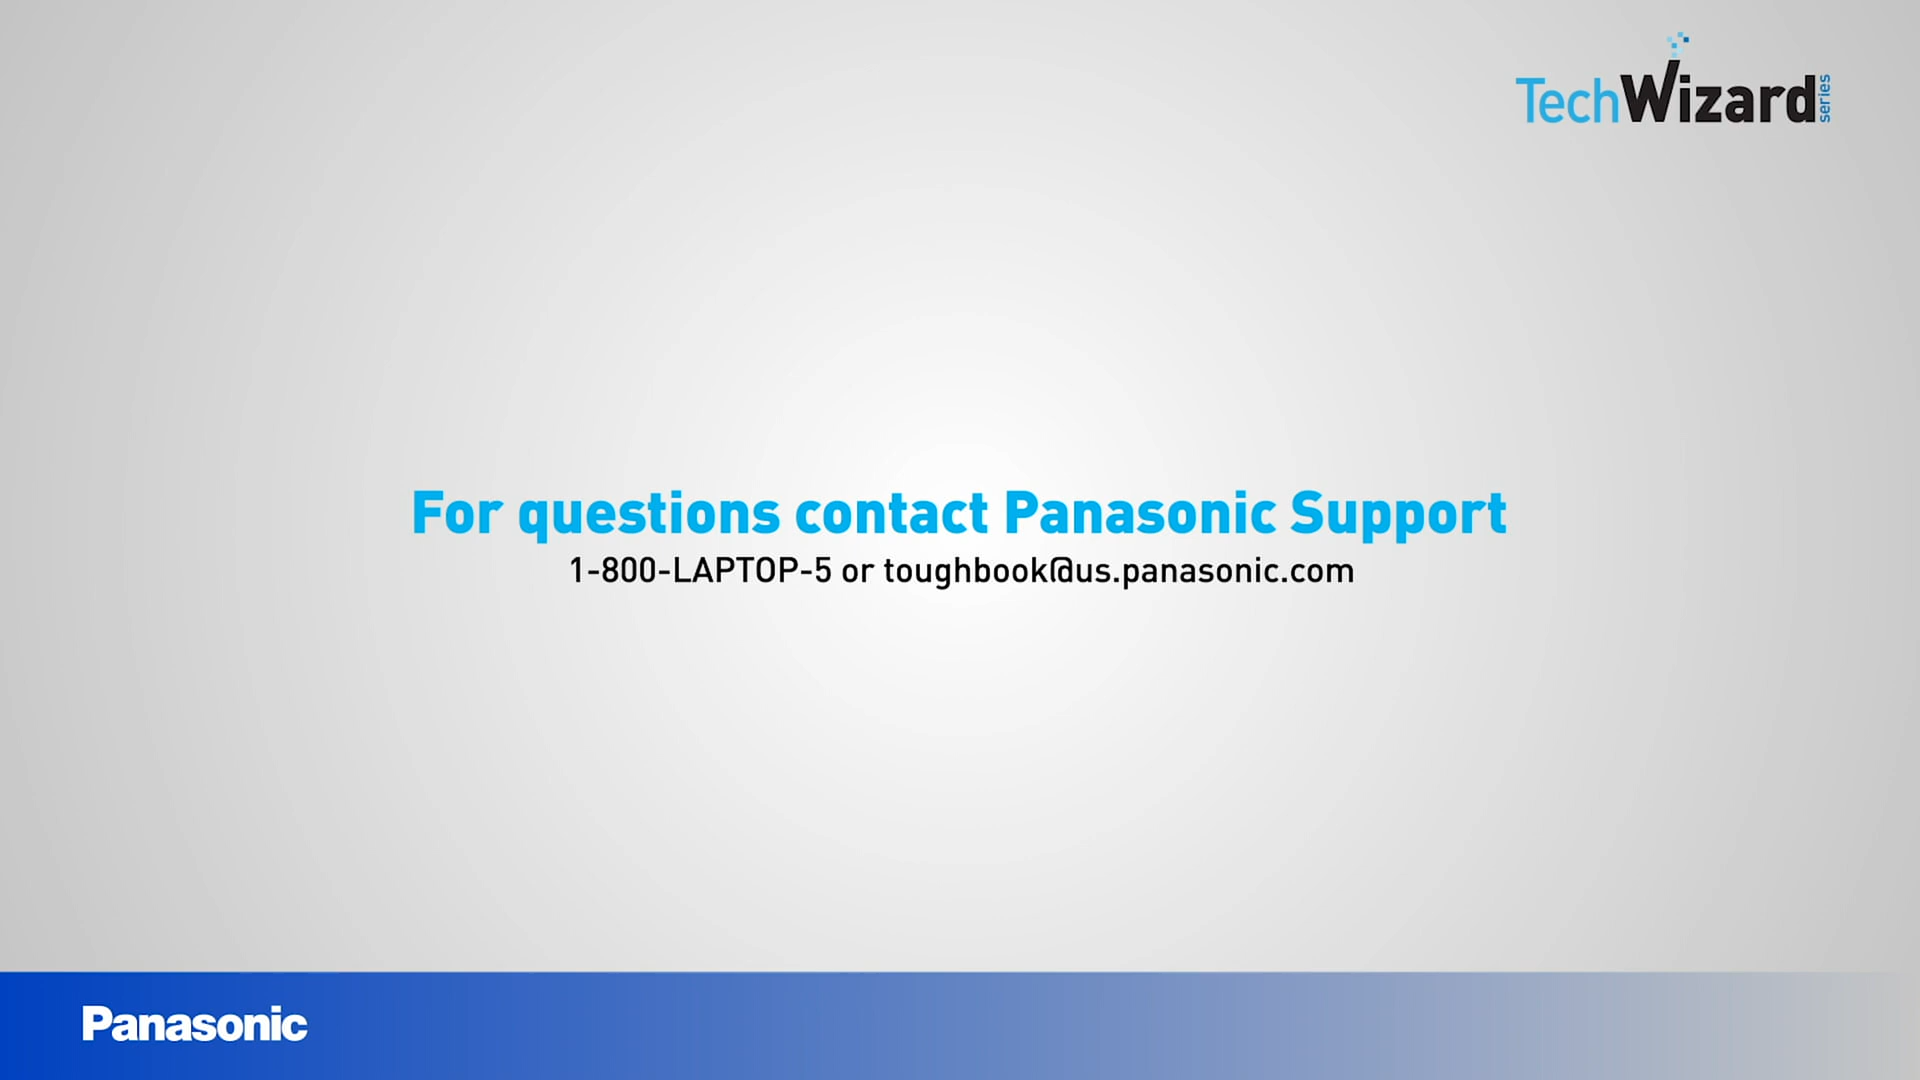 TechWizard series
For questions contact Panasonic Support
1-800-LAPTOP-5 or toughbook@us.panasonic.com
Panasonic